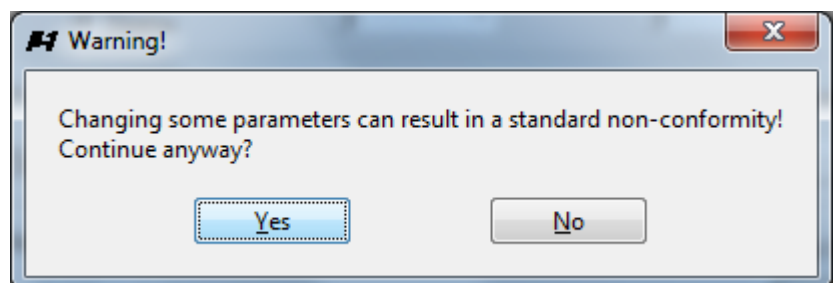 Warning!
Changing some parameters can result in a standard non-conformity!
Continue anyway?
Yes
No